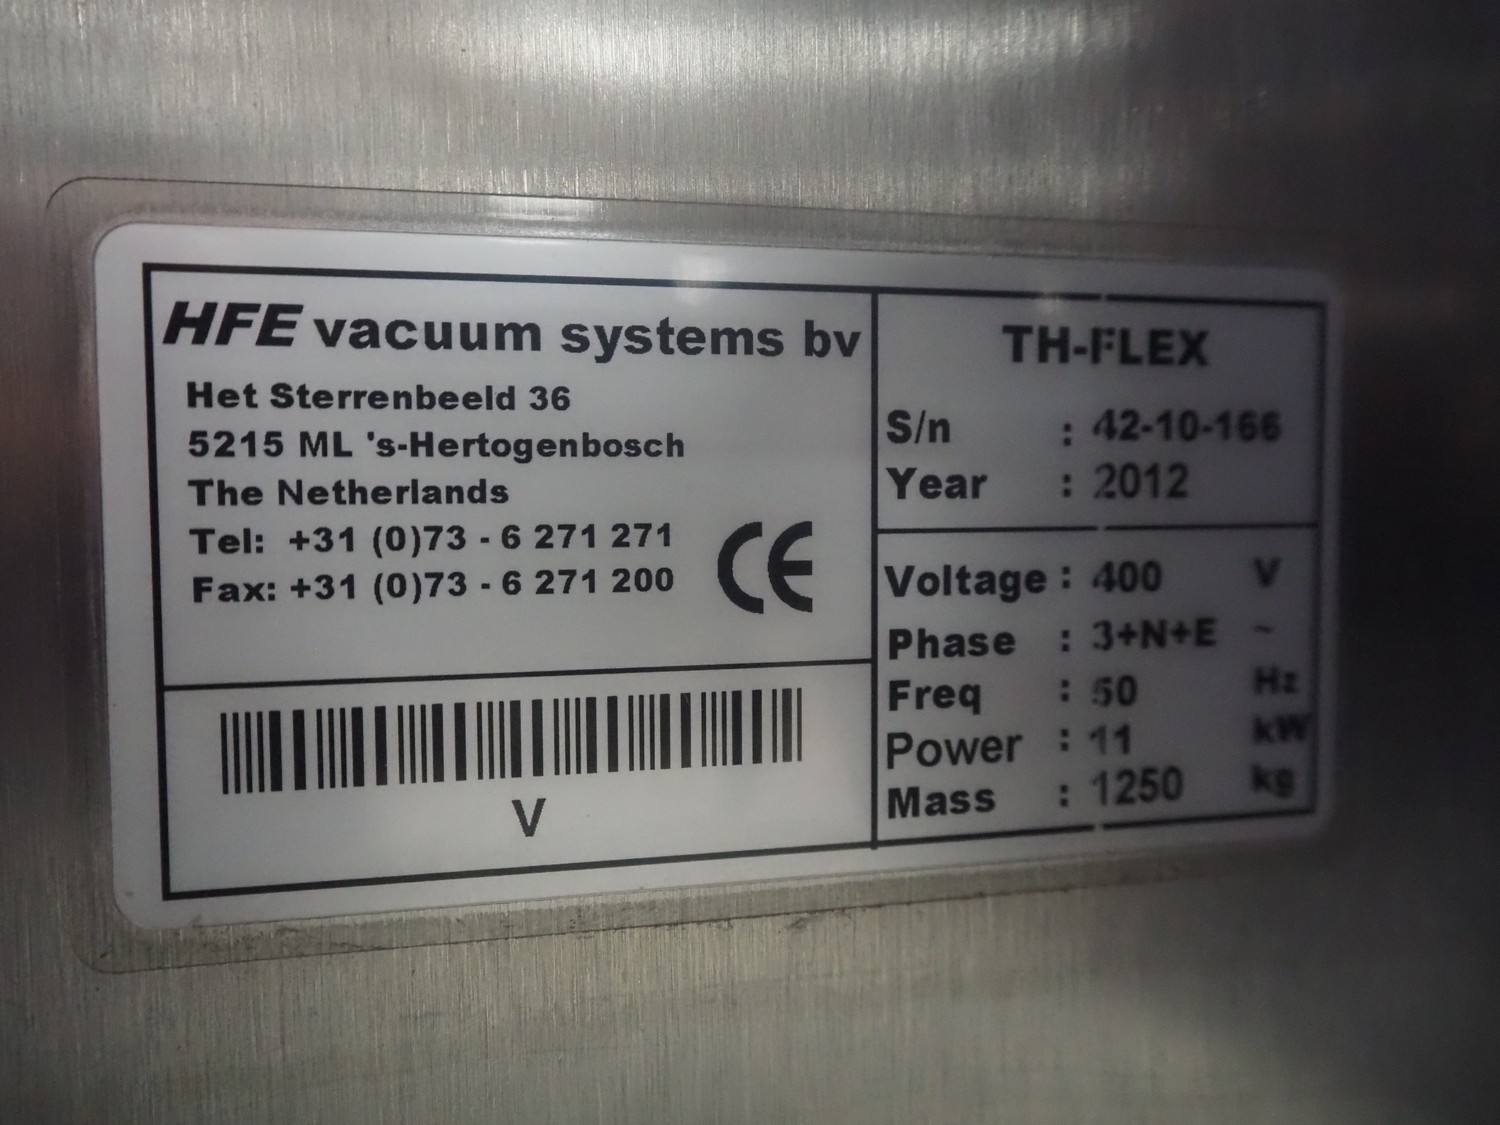 HFE vacuum systems bv
Het Sterrenbeeld 36
5215 ML 's-Hertogenbosch
The Netherlands
Tel: +31 (0)73 - 6 271 271
Fax: +31 (0)73 - 6 271 200
CE
V
TH-FLEX
S/n : 42-10-166
Year : 2012
Voltage : 400 V
Phase : 3+N+E ~
Freq : 50 Hz
Power : 11 kW
Mass : 1250 kg